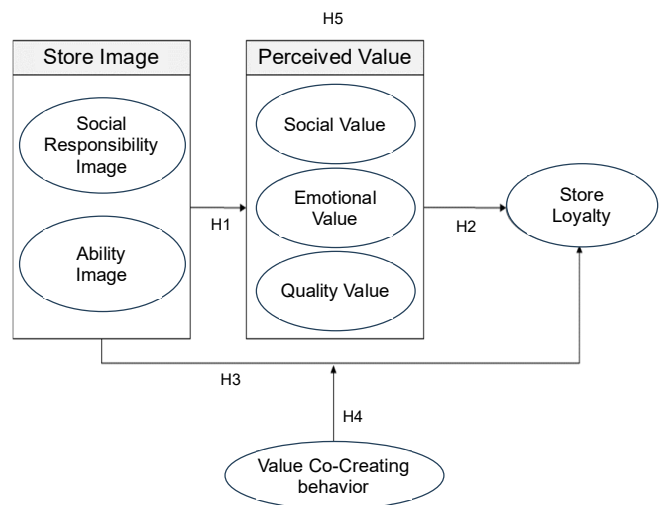 H5
Store Image
Perceived Value
Social
Responsibility
Image
Ability
Image
H1
Social Value
Emotional
Value
Quality Value
H2
Store
Loyalty
H3
H4
Value Co-Creating
behavior